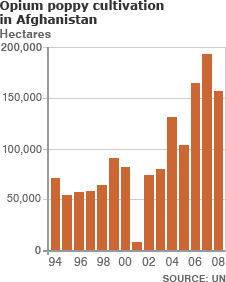 Opium poppy cultivation
in Afghanistan
Hectares
200,000
150,000
100,000
50,000
0
94 96 98 00 02 04 06 08
SOURCE: UN